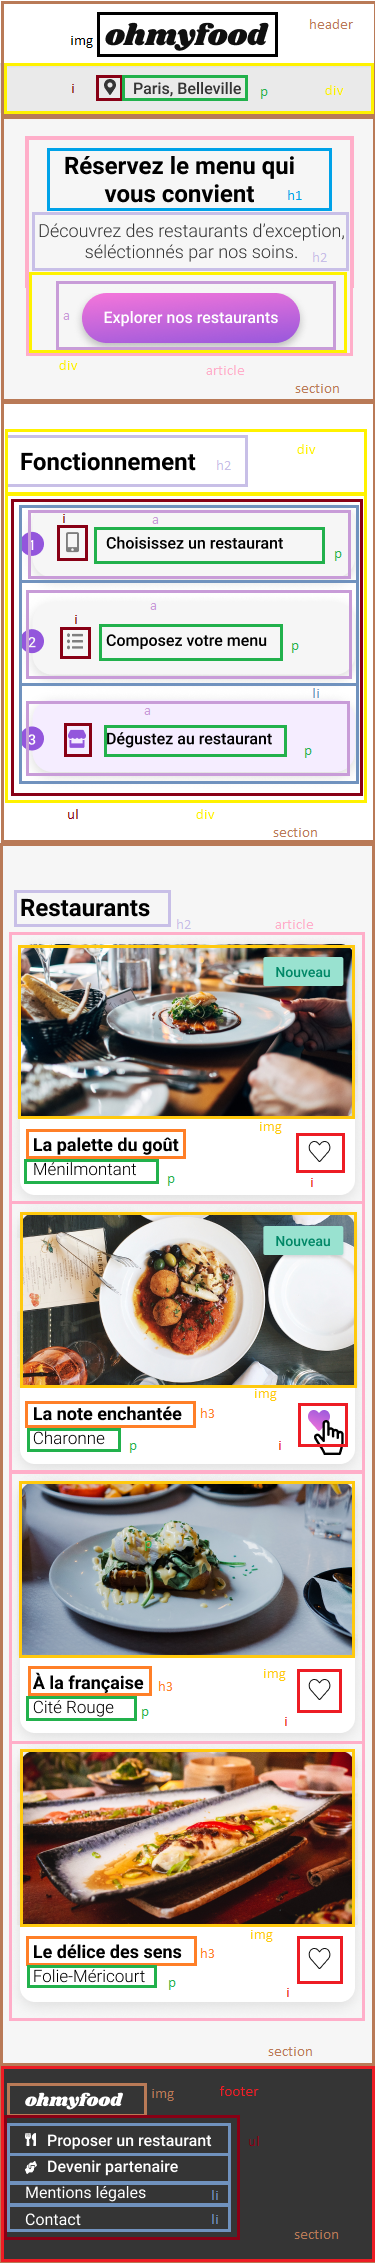 header
img ohmyfood
i Paris, Belleville p div
Réservez le menu qui
vous convient h1
Découvrez des restaurants d'exception,
séléctionnés par nos soins. h2
a Explorer nos restaurants
div
article
section
div
Fonctionnement h2
i a
1 Choisissez un restaurant p
a
i
2 Composez votre menu p
li
a
3 Dégustez au restaurant p
ul div
section
Restaurants h2 article
Nouveau
img
La palette du goût
Ménilmontant p i
Nouveau
img
La note enchantée h3
Charonne p i
img
À la française h3
Cité Rouge p i
img
Le délice des sens h3
Folie-Méricourt p i
section
ohmyfood img footer
Proposer un restaurant ul
Devenir partenaire
Mentions légales li
Contact li
section